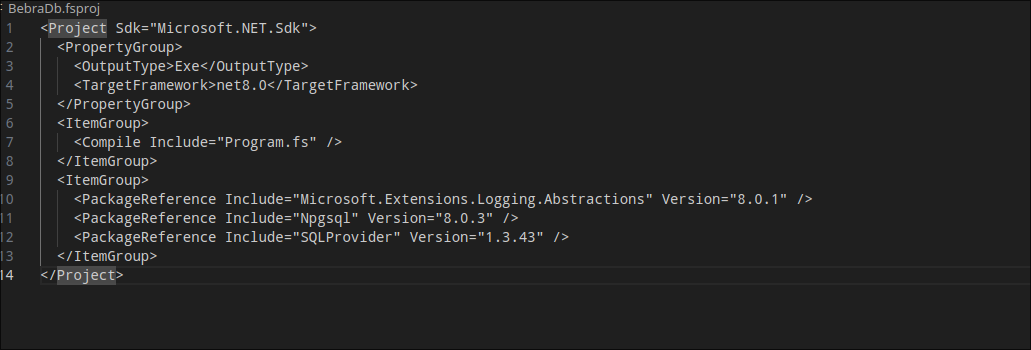 BebraDb.fsproj
1 <Project Sdk="Microsoft.NET.Sdk">
2 <PropertyGroup>
3 <OutputType>Exe</OutputType>
4 <TargetFramework>net8.0</TargetFramework>
5 </PropertyGroup>
6 <ItemGroup>
7 <Compile Include="Program.fs" />
8 </ItemGroup>
9 <ItemGroup>
10 <PackageReference Include="Microsoft.Extensions.Logging.Abstractions" Version="8.0.1" />
11 <PackageReference Include="Npgsql" Version="8.0.3" />
12 <PackageReference Include="SQLProvider" Version="1.3.43" />
13 </ItemGroup>
14 </Project>